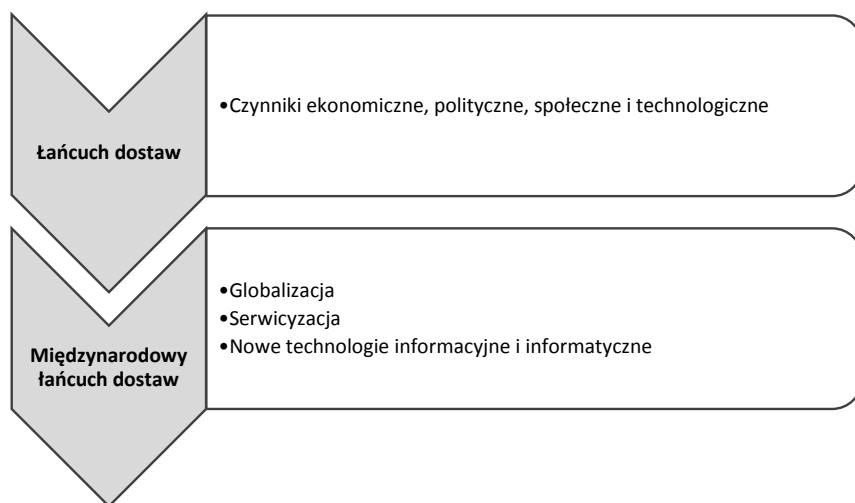 •Czynniki ekonomiczne, polityczne, społeczne i technologiczne
Łańcuch dostaw
•Globalizacja
•Serwicyzacja
•Nowe technologie informacyjne i informatyczne
Międzynarodowy
łańcuch dostaw